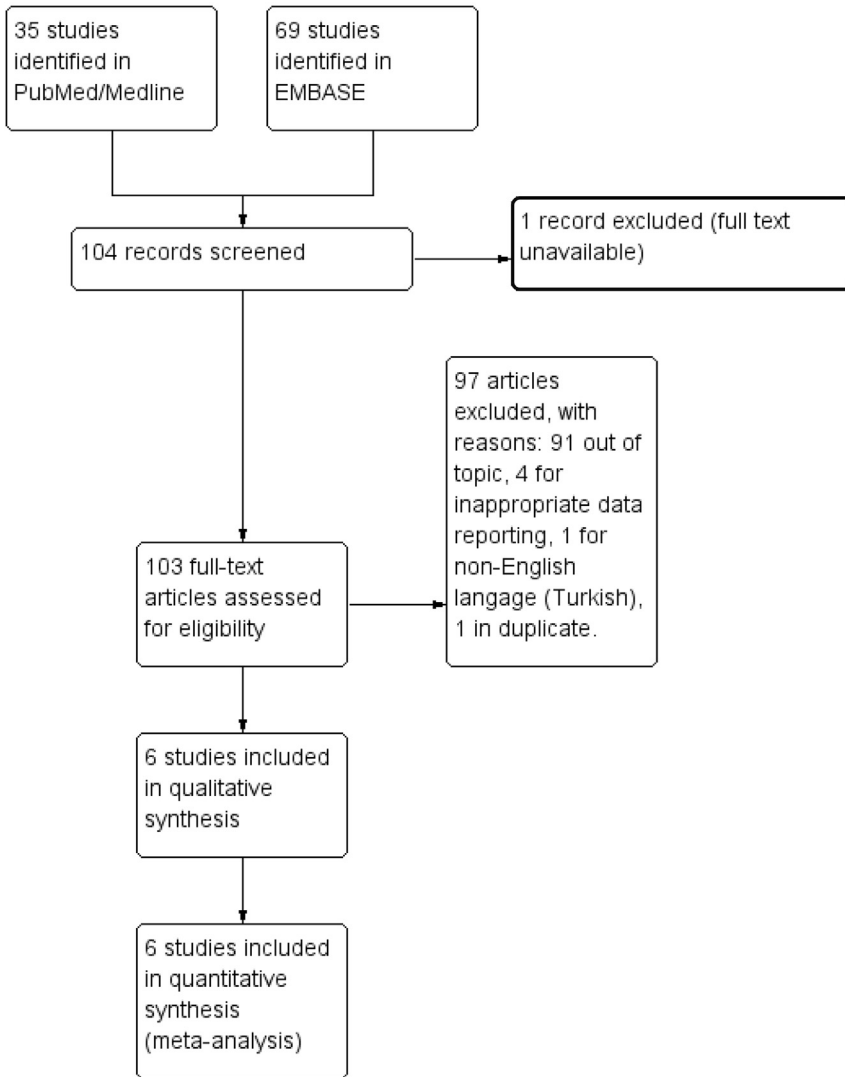 35 studies
identified in
PubMed/Medline
69 studies
identified in
EMBASE
104 records screened
1 record excluded (full text
unavailable)
97 articles
excluded, with
reasons: 91 out of
topic, 4 for
inappropriate data
reporting, 1 for
non-English
langage (Turkish),
1 in duplicate.
103 full-text
articles assessed
for eligibility
6 studies included
in qualitative
synthesis
6 studies included
in quantitative
synthesis
(meta-analysis)